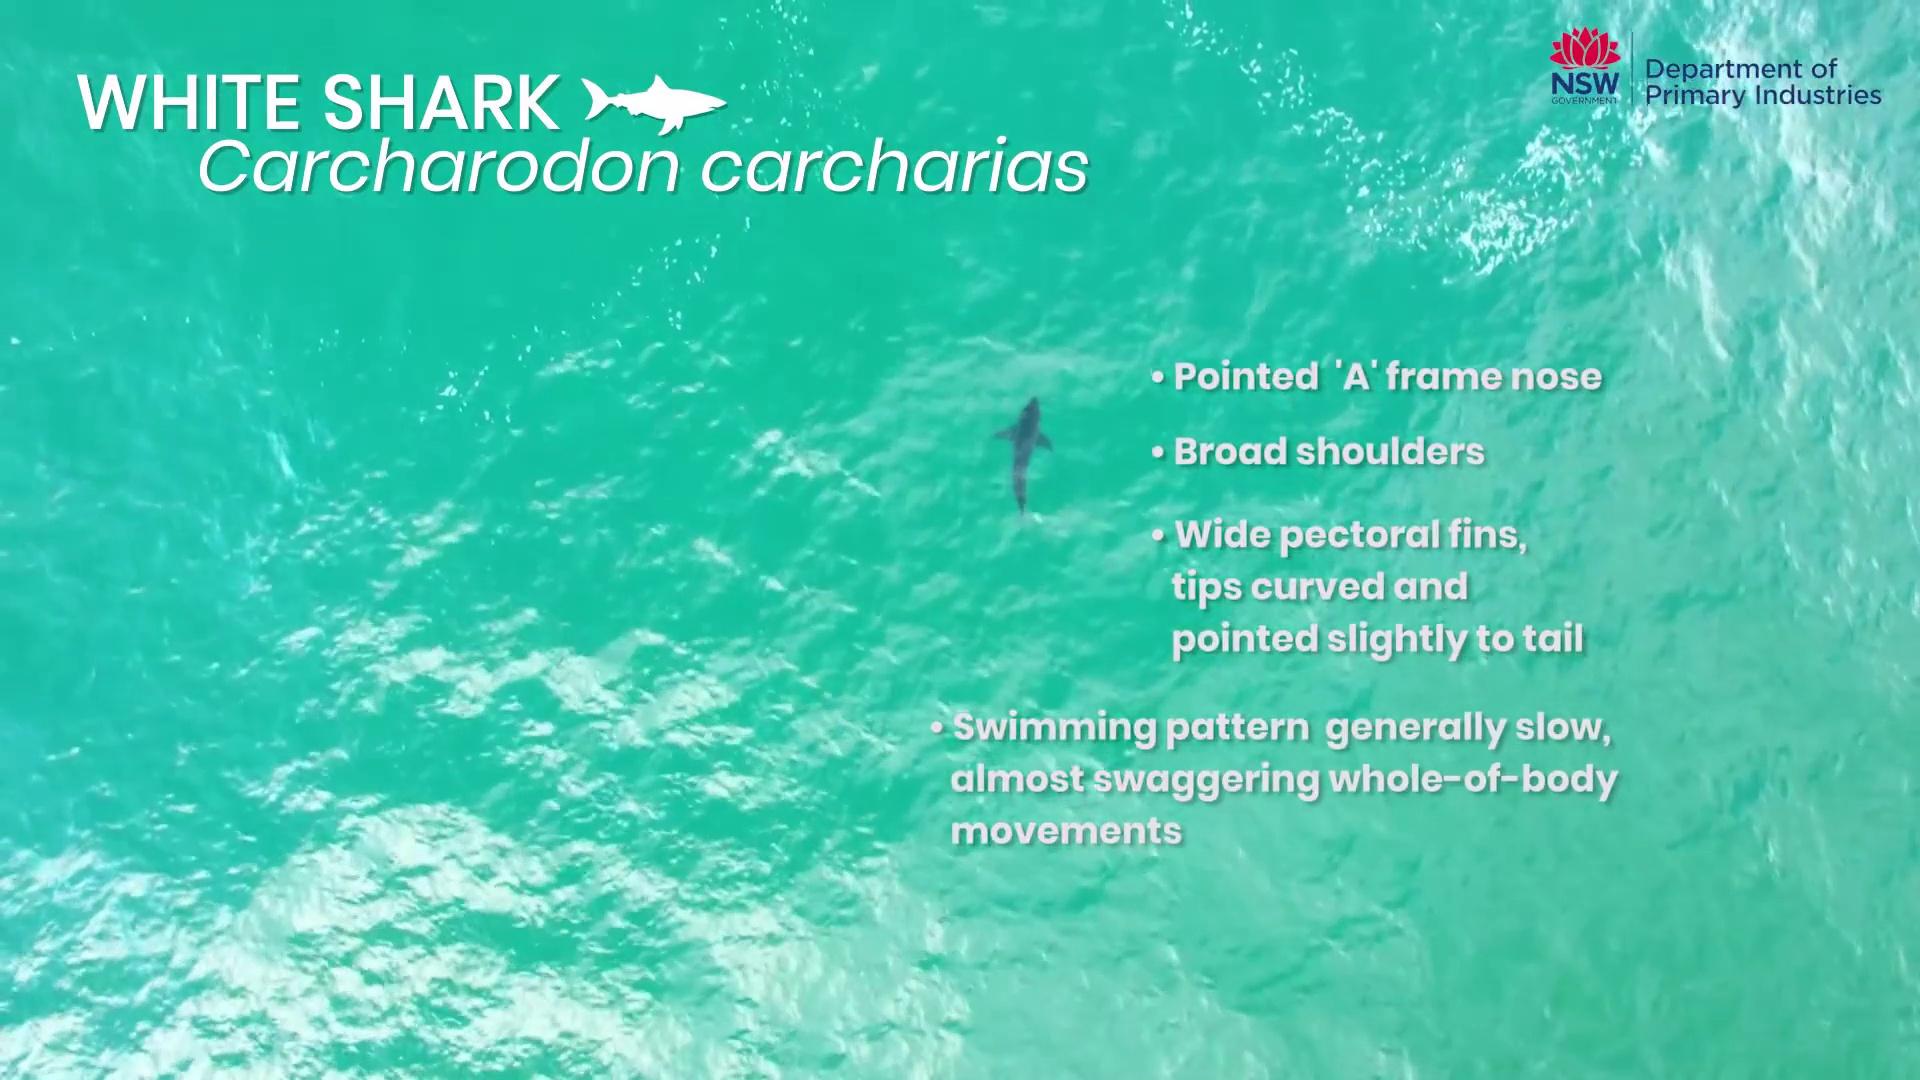 WHITE SHARK
Carcharodon carcharias
NSW
GOVERNMENT
Department of
Primary Industries
• Pointed 'A' frame nose
• Broad shoulders
• Wide pectoral fins,
tips curved and
pointed slightly to tail
• Swimming pattern generally slow,
almost swaggering whole-of-body
movements